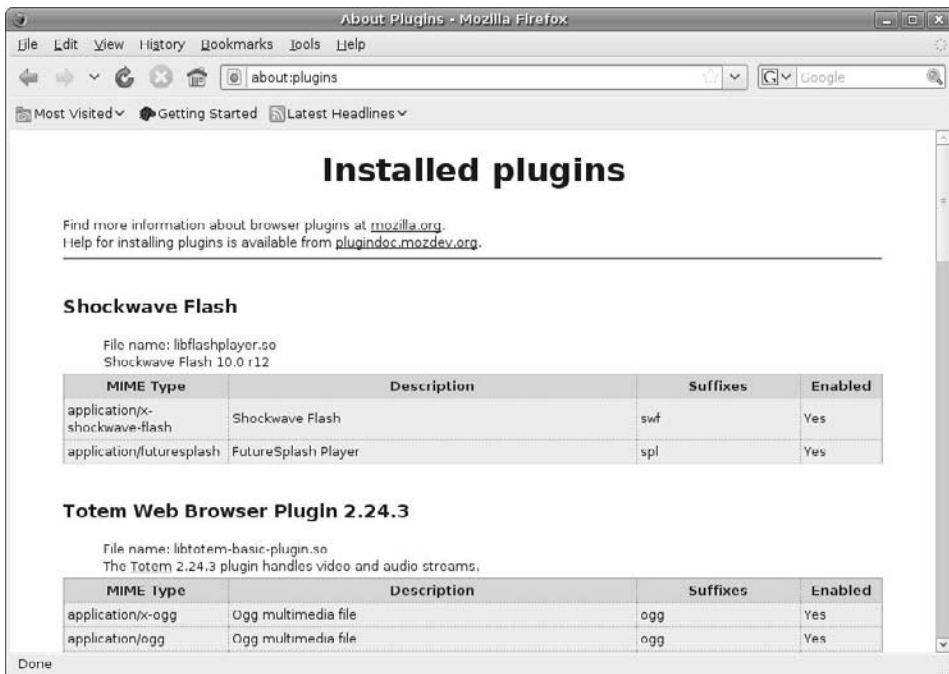 About Plugins - Mozilla Firefox
File Edit View History Bookmarks Tools Help
about:plugins
G Google
Most Visited Getting Started Latest Headlines
Installed plugins
Find more information about browser plugins at mozilla.org.
Help for installing plugins is available from plugindoc.mozdev.org.
Shockwave Flash
File name: libflashplayer.so
Shockwave Flash 10.0 r12
MIME Type Description Suffixes Enabled
application/x-
shockwave-flash Shockwave Flash swf Yes
application/futuresplash FutureSplash Player spl Yes
Totem Web Browser Plugin 2.24.3
File name: libtotem-basic-plugin.so
The Totem 2.24.3 plugin handles video and audio streams.
MIME Type Description Suffixes Enabled
application/x-ogg Ogg multimedia file ogg Yes
application/ogg Ogg multimedia file ogg Yes
Done